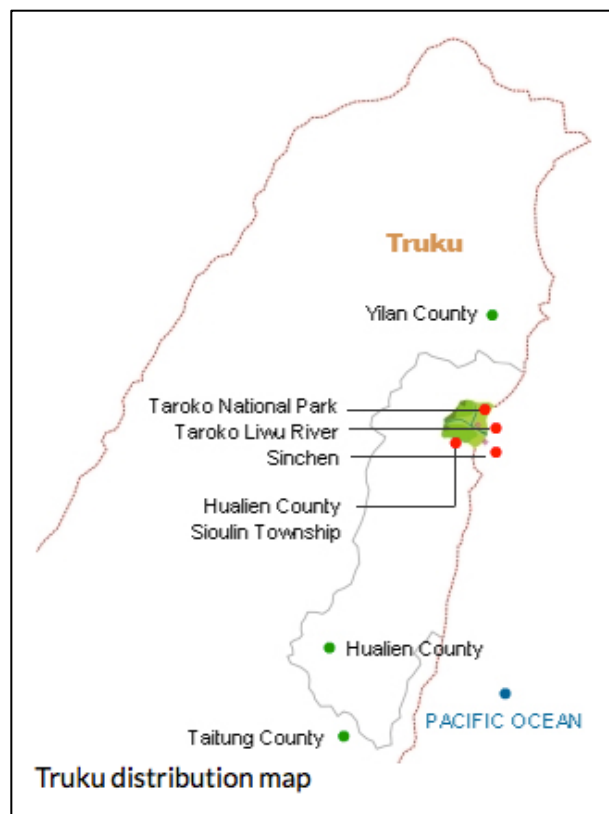 Truku
Yilan County
Taroko National Park
Taroko Liwu River
Sinchen
Hualien County
Sioulin Township
Hualien County
PACIFIC OCEAN
Taitung County
Truku distribution map